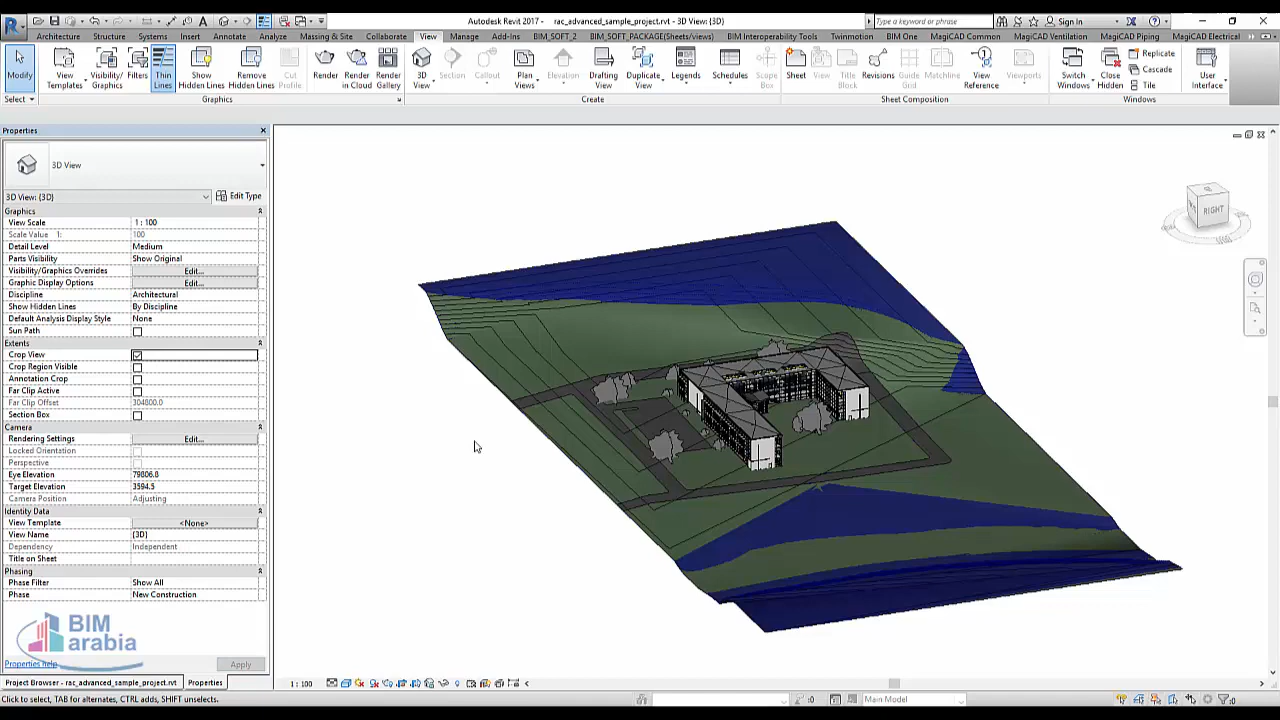 Autodesk Revit 2017 - rac_advanced_sample_project.rvt - 3D View: {3D}
Type a keyword or phrase
Sign In
Architecture Structure Systems Insert Annotate Analyze Massing & Site Collaborate View Manage Add-Ins BIM_SOFT_2 BIM_SOFT_PACKAGE(Sheets/views) BIM Interoperability Tools Twinmotion BIM One MagiCAD Common MagiCAD Ventilation MagiCAD Piping MagiCAD Electrical
Modify
View Templates
Visibility/ Graphics
Filters
Thin Lines
Show Hidden Lines
Remove Hidden Lines
Cut Profile
Render
Render in Cloud
Render Gallery
3D View
Section
Callout
Plan Views
Elevation
Drafting View
Duplicate View
Legends
Schedules
Scope Box
Sheet
View
Title Block
Revisions
Guide Grid
Matchline
View Reference
Viewports
Switch Windows
Close Hidden
Replicate
Cascade
Tile
User Interface
Select
Graphics
Create
Sheet Composition
Windows
Properties
3D View
3D View: {3D}
Edit Type
Graphics
View Scale 1 : 100
Scale Value 1: 100
Detail Level Medium
Parts Visibility Show Original
Visibility/Graphics Overrides Edit...
Graphic Display Options Edit...
Discipline Architectural
Show Hidden Lines By Discipline
Default Analysis Display Style None
Sun Path
Extents
Crop View
Crop Region Visible
Annotation Crop
Far Clip Active
Far Clip Offset 304800.0
Section Box
Camera
Rendering Settings Edit...
Locked Orientation
Perspective
Eye Elevation 79806.8
Target Elevation 3594.5
Camera Position Adjusting
Identity Data
View Template <None>
View Name {3D}
Dependency Independent
Title on Sheet
Phasing
Phase Filter Show All
Phase New Construction
BIM
arabia
Properties help
Apply
Project Browser - rac_advanced_sample_project.rvt
Properties
1 : 100
Click to select, TAB for alternates, CTRL adds, SHIFT unselects.
:0
Main Model
:0
RIGHT